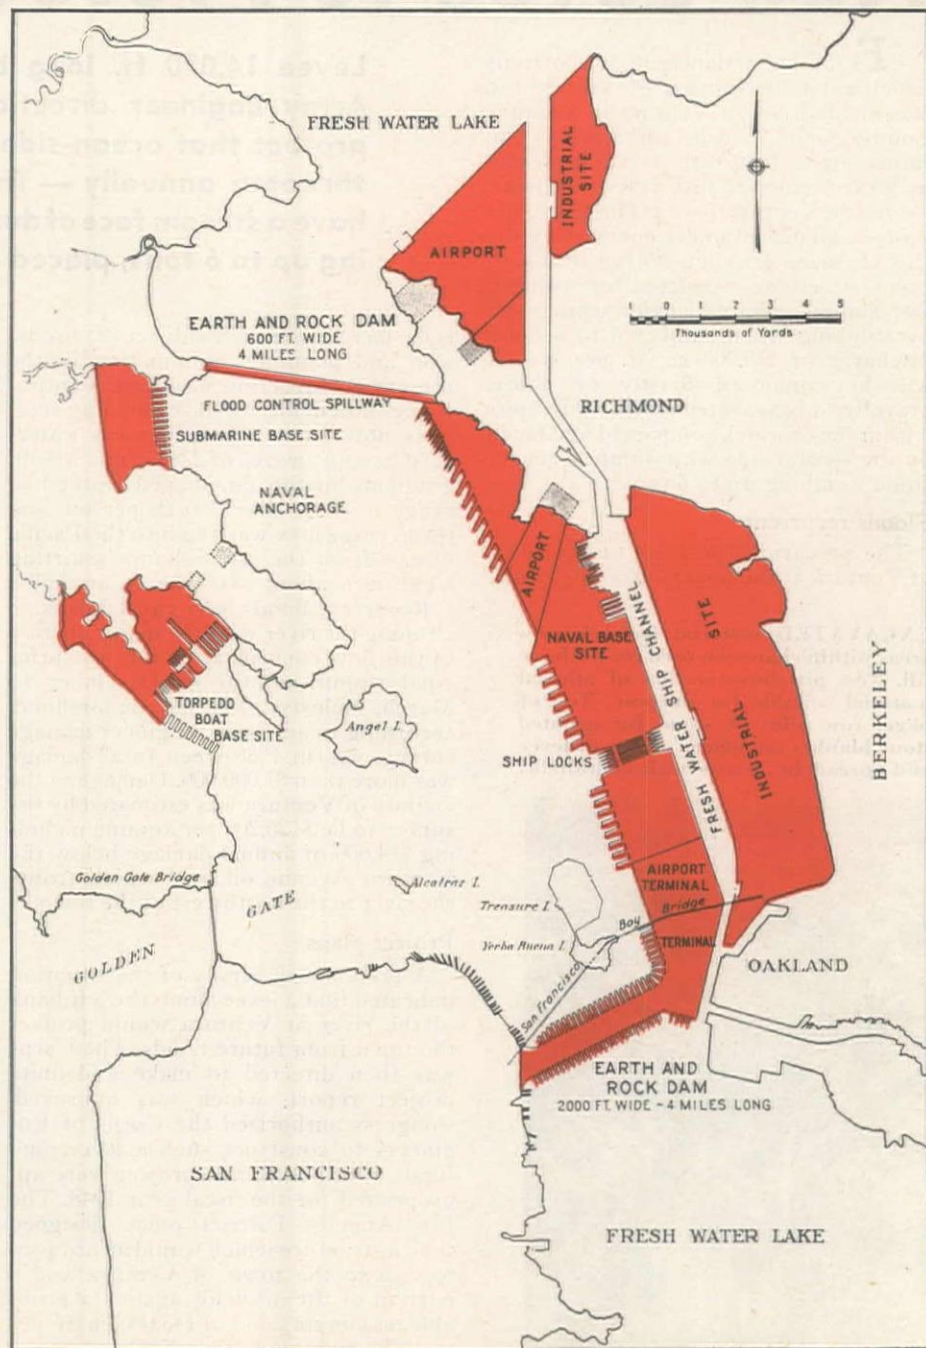 FRESH WATER LAKE
INDUSTRIAL
SITE
AIRPORT
EARTH AND ROCK DAM
600 FT. WIDE
4 MILES LONG
1 0 1 2 3 4 5
Thousands of Yards
FLOOD CONTROL SPILLWAY
RICHMOND
SUBMARINE BASE SITE
NAVAL
ANCHORAGE
AIRPORT
NAVAL BASE
SITE
FRESH WATER SHIP CHANNEL
INDUSTRIAL SITE
BERKELEY
TORPEDO
BOAT
BASE SITE
Angel I.
SHIP LOCKS
Golden Gate Bridge
Alcatraz I.
GOLDEN GATE
Treasure I.
Yerba Buena I.
AIRPORT
TERMINAL
San Francisco Bay Bridge
TERMINAL
OAKLAND
EARTH AND
ROCK DAM
2000 FT. WIDE - 4 MILES LONG
SAN FRANCISCO
FRESH WATER LAKE